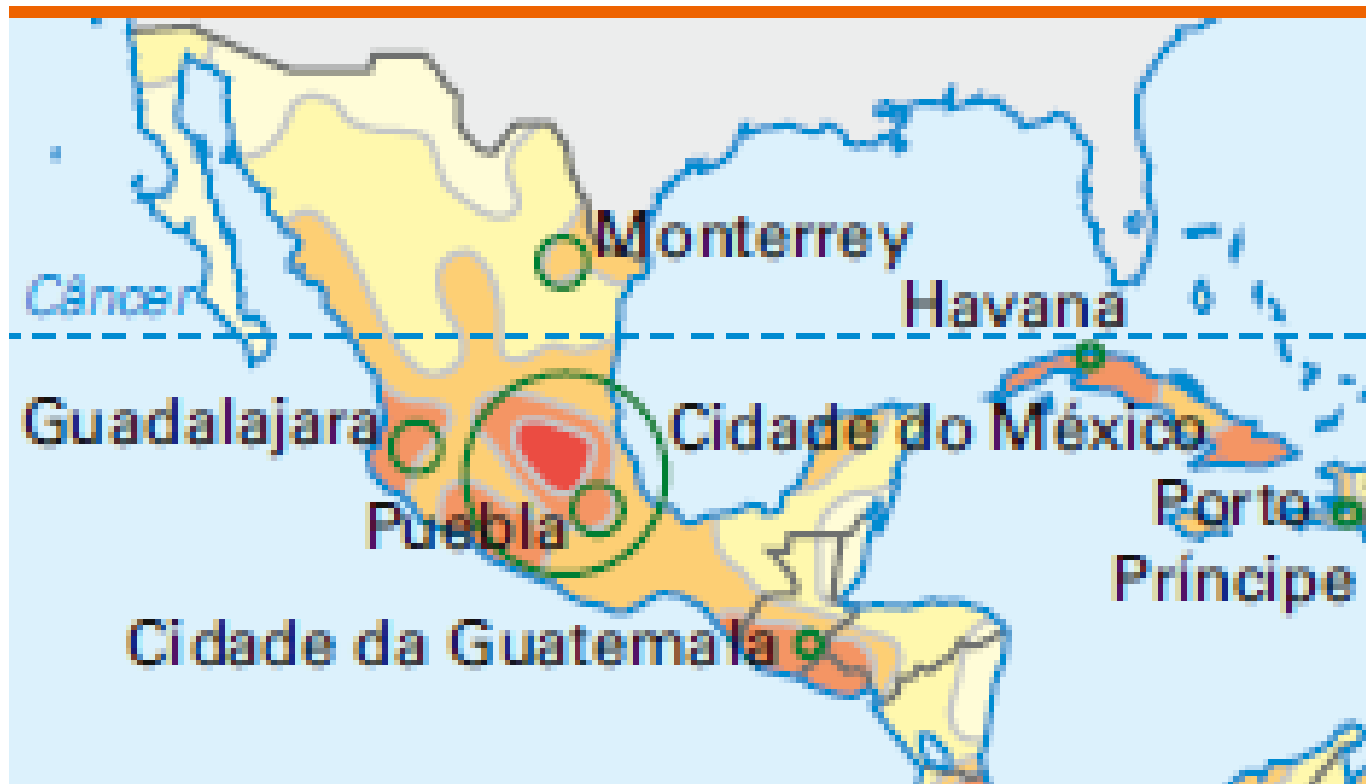 Monterrey
Câncer
Havana
Guadalajara
Cidade do México
Puebla
Porto
Príncipe
Cidade da Guatemala